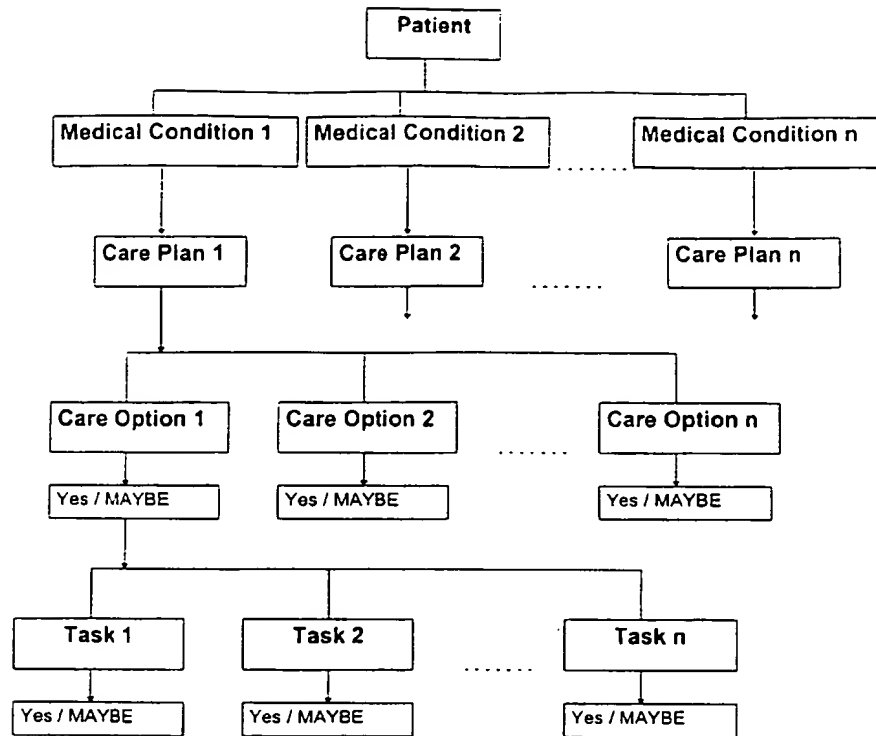 Patient
Medical Condition 1 Medical Condition 2 ....... Medical Condition n
Care Plan 1 Care Plan 2 ....... Care Plan n
Care Option 1 Care Option 2 ....... Care Option n
Yes / MAYBE Yes / MAYBE Yes / MAYBE
Task 1 Task 2 ....... Task n
Yes / MAYBE Yes / MAYBE Yes / MAYBE